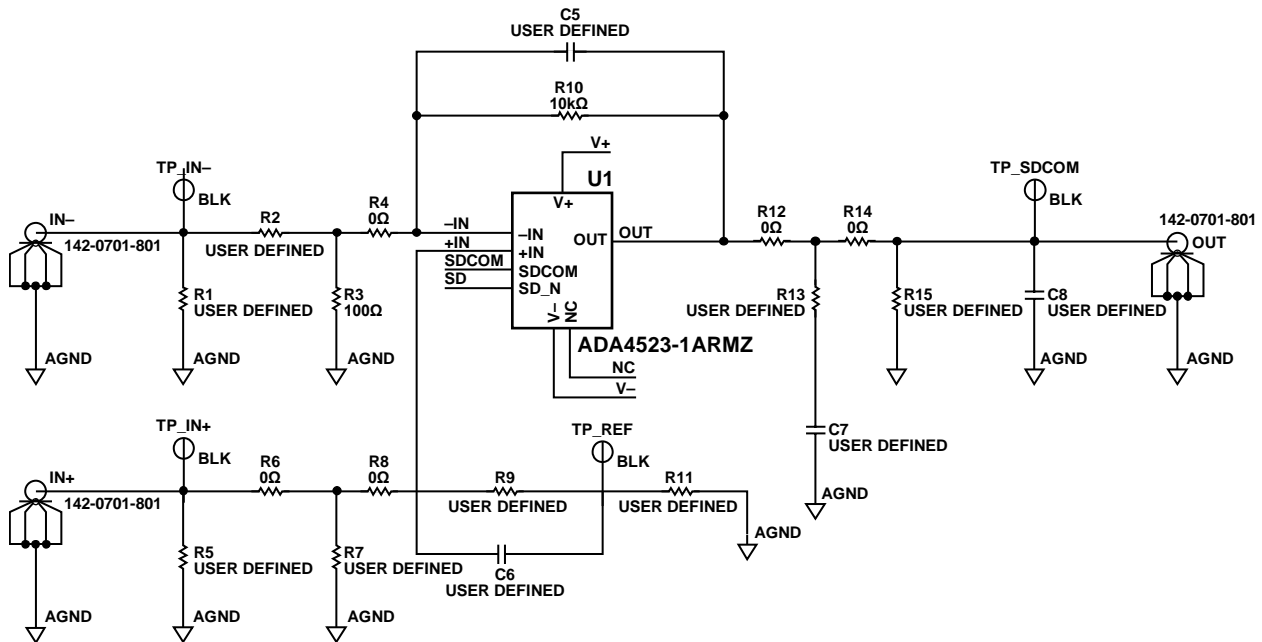 C5
USER DEFINED
R10
10kΩ
V+
TP_IN–
BLK
U1
V+
TP_SDCOM
BLK
IN–
142-0701-801
R2
USER DEFINED
R4
0Ω
–IN
+IN
SDCOM
SD
–IN
+IN
SDCOM
SD_N
OUT
V–
NC
OUT
R12
0Ω
R14
0Ω
142-0701-801
OUT
R1
USER DEFINED
R3
100Ω
R13
USER DEFINED
R15
USER DEFINED
C8
USER DEFINED
ADA4523-1ARMZ
AGND
AGND
AGND
NC
V–
AGND
AGND
AGND
C7
USER DEFINED
AGND
TP_IN+
BLK
TP_REF
BLK
IN+
142-0701-801
R6
0Ω
R8
0Ω
R9
USER DEFINED
R11
USER DEFINED
AGND
R5
USER DEFINED
R7
USER DEFINED
C6
USER DEFINED
AGND
AGND
AGND